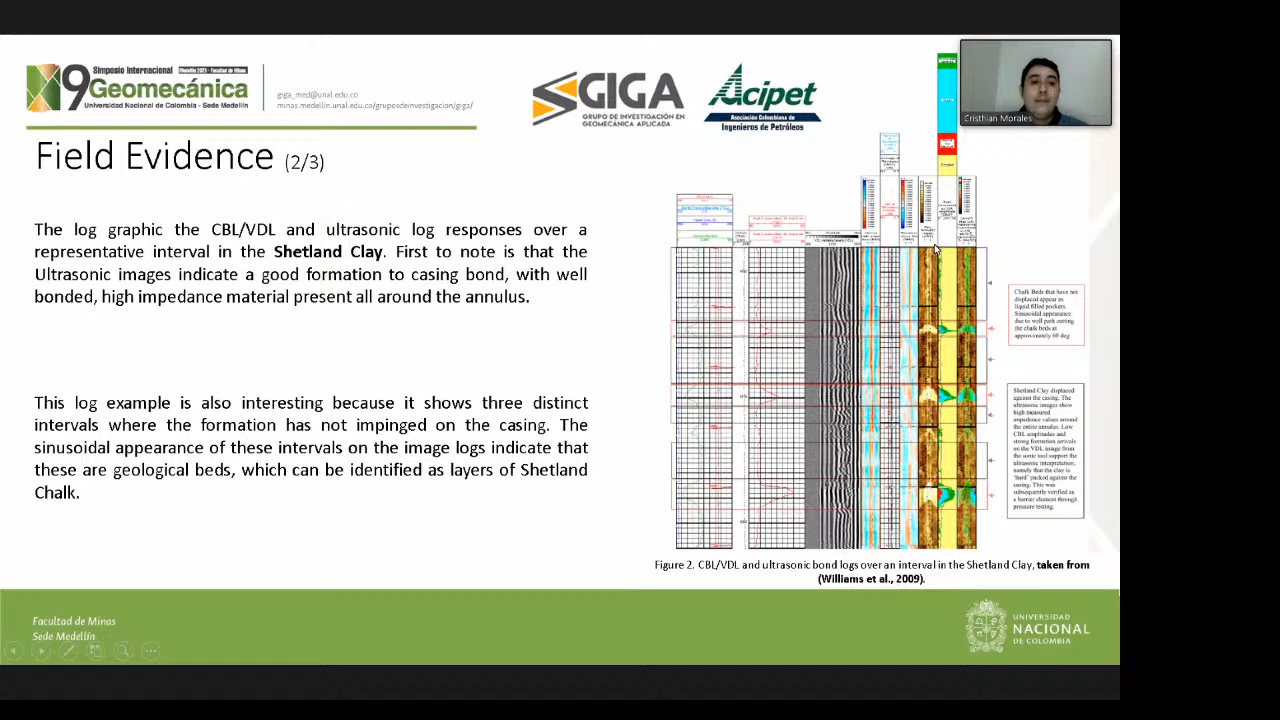 Simposio Internacional
Medellín 2023 - Facultad de Minas
9 Geomecánica
Universidad Nacional de Colombia - Sede Medellín
giga_med@unal.edu.co
minas.medellin.unal.edu.co/gruposdeinvestigacion/giga/
GIGA
GRUPO DE INVESTIGACIÓN EN
GEOMECÁNICA APLICADA
Acipet
Asociación Colombiana de
Ingenieros de Petróleos
Cristhian Morales
Field Evidence (2/3)
The log graphic the CBL/VDL and ultrasonic log responses over a
representative interval in the Shetland Clay. First to note is that the
Ultrasonic images indicate a good formation to casing bond, with well
bonded, high impedance material present all around the annulus.
This log example is also interesting because it shows three distinct
intervals where the formation has not impinged on the casing. The
sinusoidal appearance of these intervals on the image logs indicate that
these are geological beds, which can be identified as layers of Shetland
Chalk.
Chalk Beds that have not
displaced appear as
liquid filled pockets.
Sinusoidal appearance
due to well path cutting
the chalk beds at
approximately 60 deg
Shetland Clay displaced
against the casing. The
ultrasonic images show
high measured
impedance values around
the entire annulus. Low
CBL amplitudes and
strong formation arrivals
on the VDL image from
the sonic tool support the
ultrasonic interpretation,
namely that the clay is
'hard' packed against the
casing. This was
subsequently verified as
a barrier element through
pressure testing.
Figure 2. CBL/VDL and ultrasonic bond logs over an interval in the Shetland Clay, taken from
(Williams et al., 2009).
Facultad de Minas
Sede Medellín
UNIVERSIDAD
NACIONAL
DE COLOMBIA